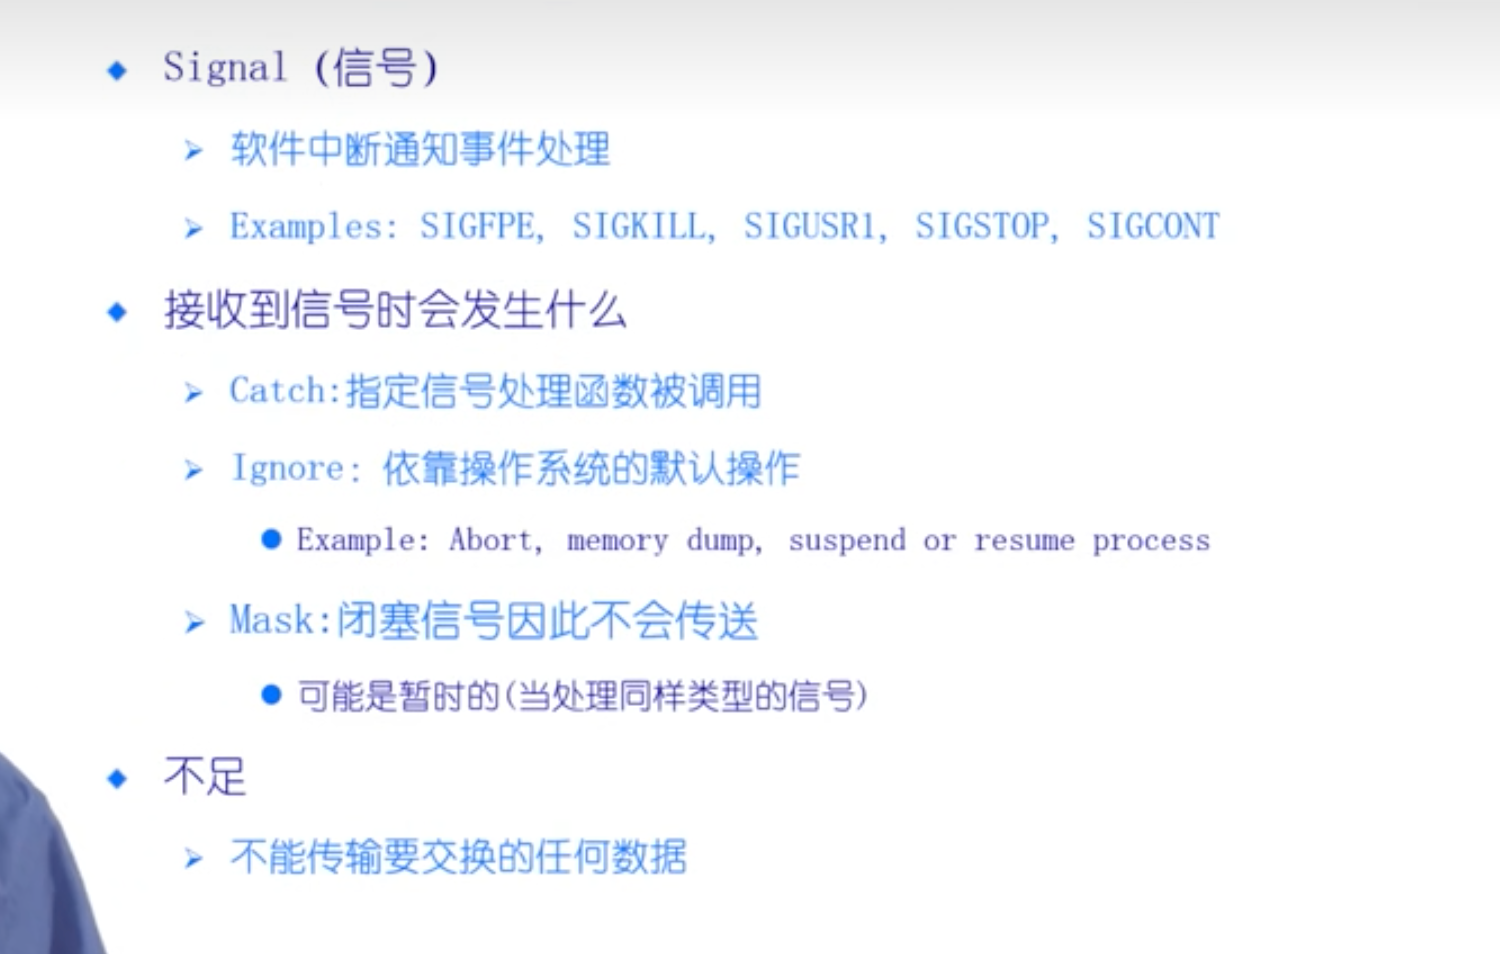 Signal (信号)
软件中断通知事件处理
Examples: SIGFPE, SIGKILL, SIGUSR1, SIGSTOP, SIGCONT
接收到信号时会发生什么
Catch:指定信号处理函数被调用
Ignore: 依靠操作系统的默认操作
Example: Abort, memory dump, suspend or resume process
Mask:闭塞信号因此不会传送
可能是暂时的(当处理同样类型的信号)
不足
不能传输要交换的任何数据